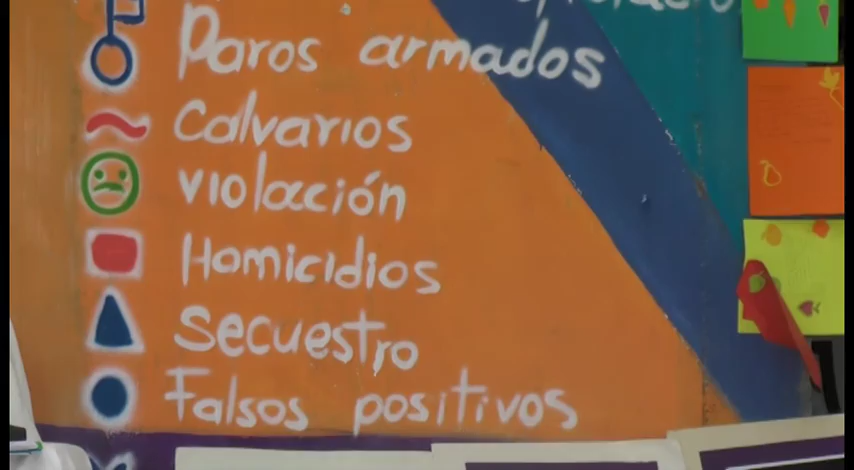 Paros armados
Calvarios
violación
Homicidios
Secuestro
Falsos positivos